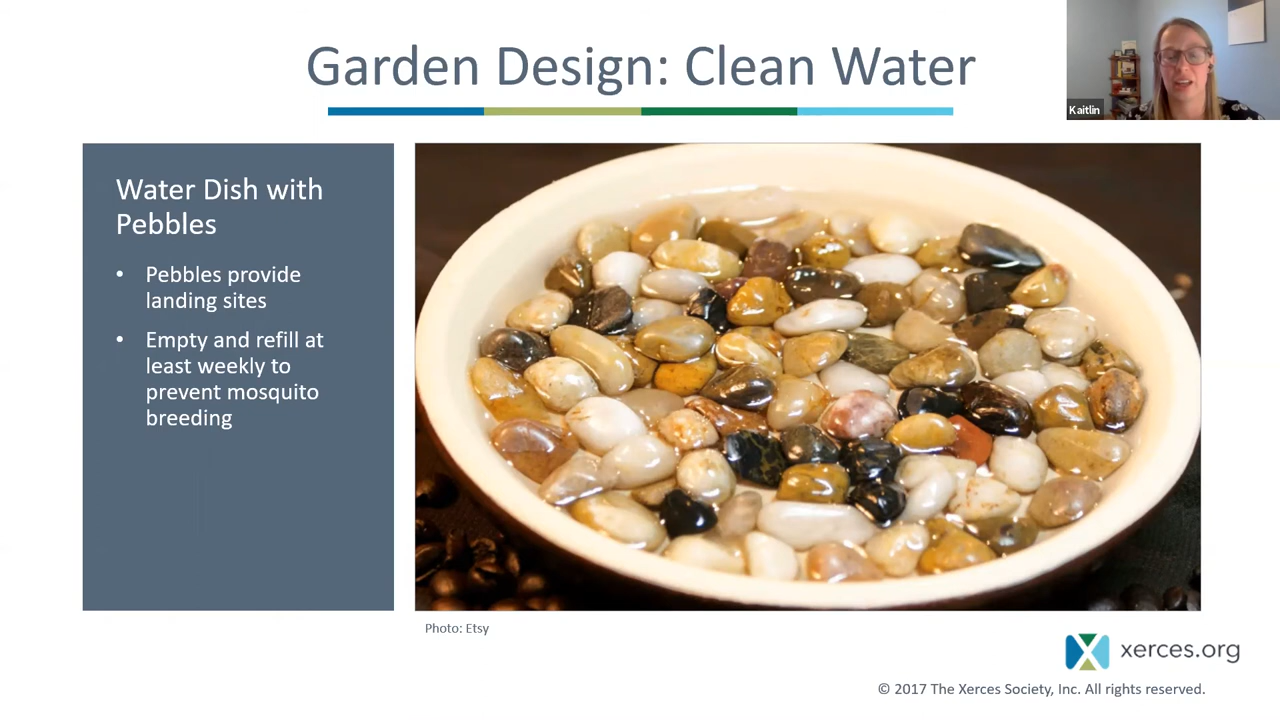 Garden Design: Clean Water
Kaitlin
Water Dish with
Pebbles
• Pebbles provide
landing sites
• Empty and refill at
least weekly to
prevent mosquito
breeding
Photo: Etsy
xerces.org
© 2017 The Xerces Society, Inc. All rights reserved.